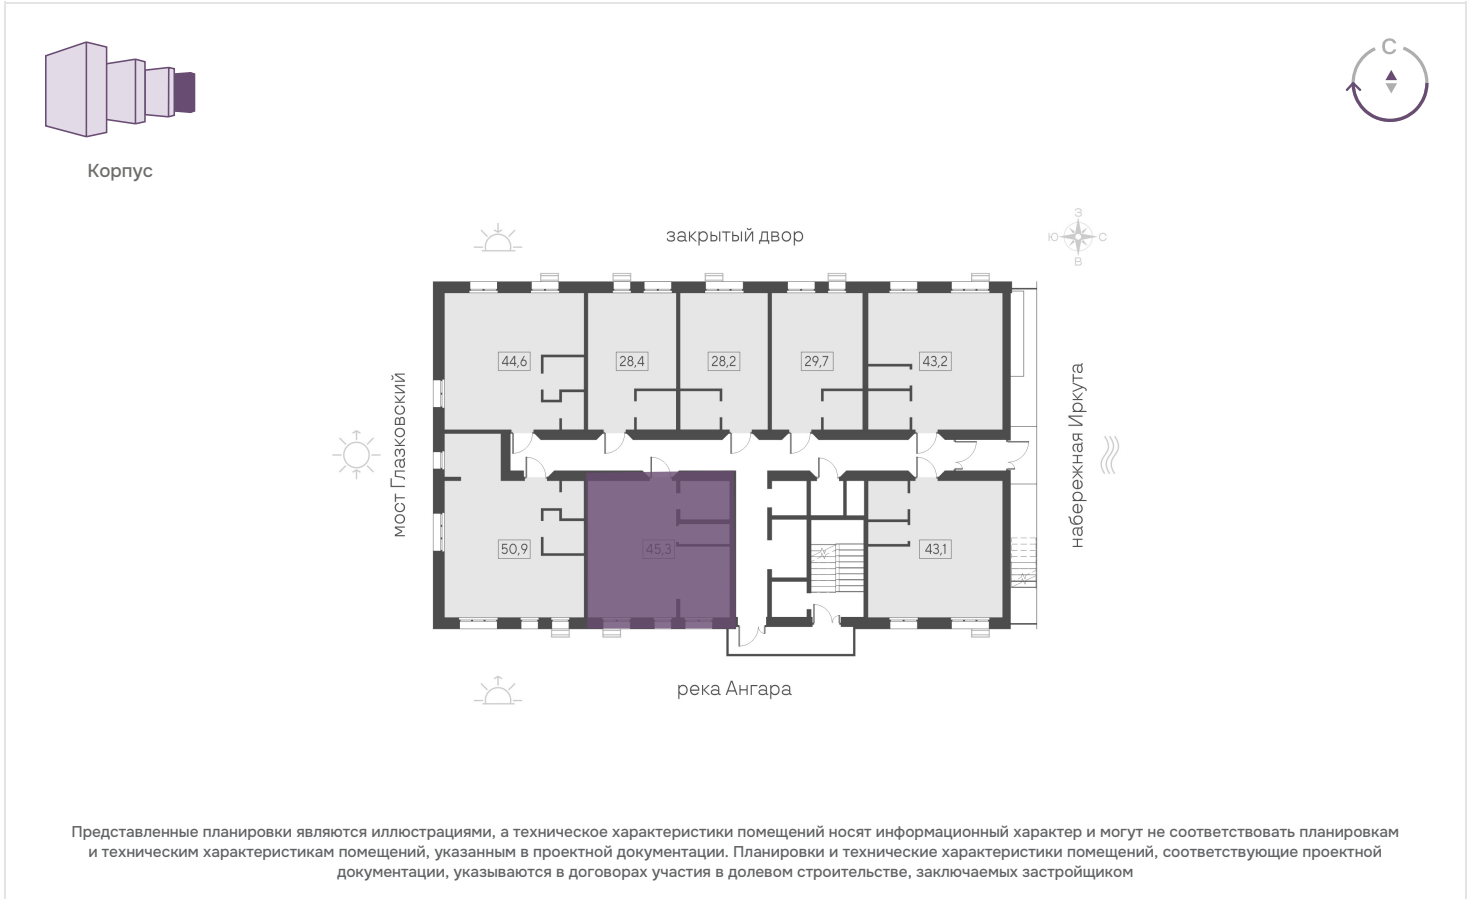 С
Корпус
закрытый двор
З
Ю
С
В
44,6
28,4
28,2
29,7
43,2
мост Глазковский
набережная Иркута
50,9
45,3
43,1
река Ангара
Представленные планировки являются иллюстрациями, а техническое характеристики помещений носят информационный характер и могут не соответствовать планировкам
и техническим характеристикам помещений, указанным в проектной документации. Планировки и технические характеристики помещений, соответствующие проектной
документации, указываются в договорах участия в долевом строительстве, заключаемых застройщиком